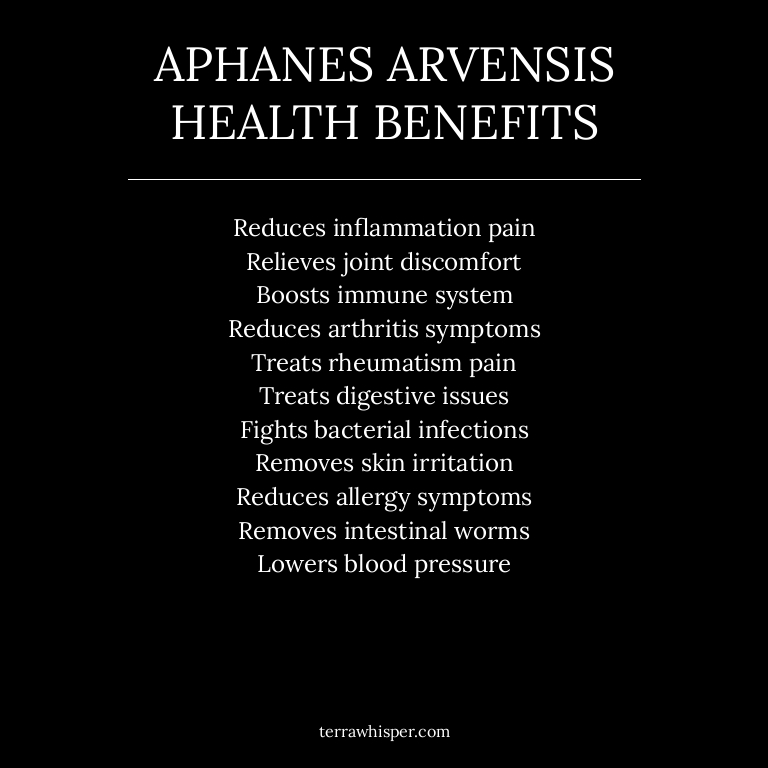 APHANES ARVENSIS
HEALTH BENEFITS
Reduces inflammation pain
Relieves joint discomfort
Boosts immune system
Reduces arthritis symptoms
Treats rheumatism pain
Treats digestive issues
Fights bacterial infections
Removes skin irritation
Reduces allergy symptoms
Removes intestinal worms
Lowers blood pressure
terrawhisper.com